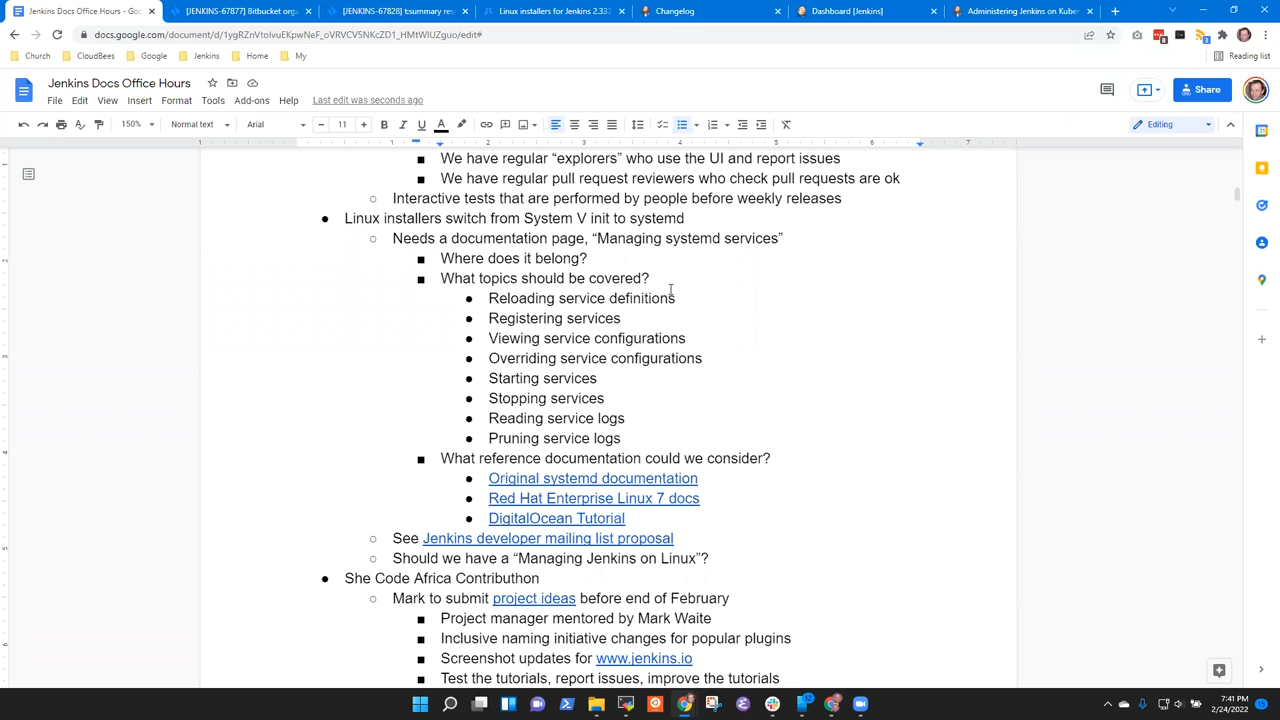 Jenkins Docs Office Hours - Goo
[JENKINS-67877] Bitbucket orga
[JENKINS-67828] t:summary res
Linux installers for Jenkins 2.332
Changelog
Dashboard [Jenkins]
Administering Jenkins on Kuber
docs.google.com/document/d/
Church
CloudBees
Google
Jenkins
Home
My
Reading list
Jenkins Docs Office Hours
File Edit View Insert Format Tools Add-ons Help Last edit was seconds ago
Share
150% Normal text Arial 11 Editing
We have regular “explorers” who use the UI and report issues
We have regular pull request reviewers who check pull requests are ok
Interactive tests that are performed by people before weekly releases
Linux installers switch from System V init to systemd
Needs a documentation page, “Managing systemd services”
Where does it belong?
What topics should be covered?
Reloading service definitions
Registering services
Viewing service configurations
Overriding service configurations
Starting services
Stopping services
Reading service logs
Pruning service logs
What reference documentation could we consider?
Original systemd documentation
Red Hat Enterprise Linux 7 docs
DigitalOcean Tutorial
See Jenkins developer mailing list proposal
Should we have a “Managing Jenkins on Linux”?
She Code Africa Contributhon
Mark to submit project ideas before end of February
Project manager mentored by Mark Waite
Inclusive naming initiative changes for popular plugins
Screenshot updates for www.jenkins.io
Test the tutorials, report issues, improve the tutorials
7:41 PM
2/24/2022